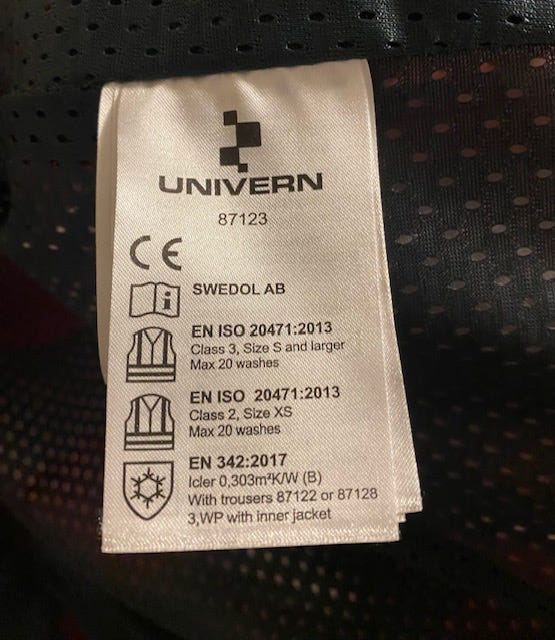 UNIVERN
87123
CE
i
SWEDOL AB
EN ISO 20471:2013
Class 3, Size S and larger
Max 20 washes
EN ISO 20471:2013
Class 2, Size XS
Max 20 washes
EN 342:2017
Icler 0,303m²K/W (B)
With trousers 87122 or 87128
3,WP with inner jacket